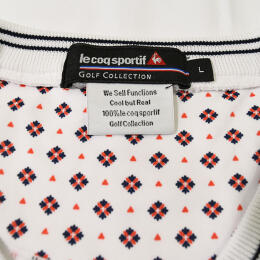 le coq sportif
GOLF COLLECTION
L
We Sell Functions
Cool but Real
100% le coq sportif
Golf Collection